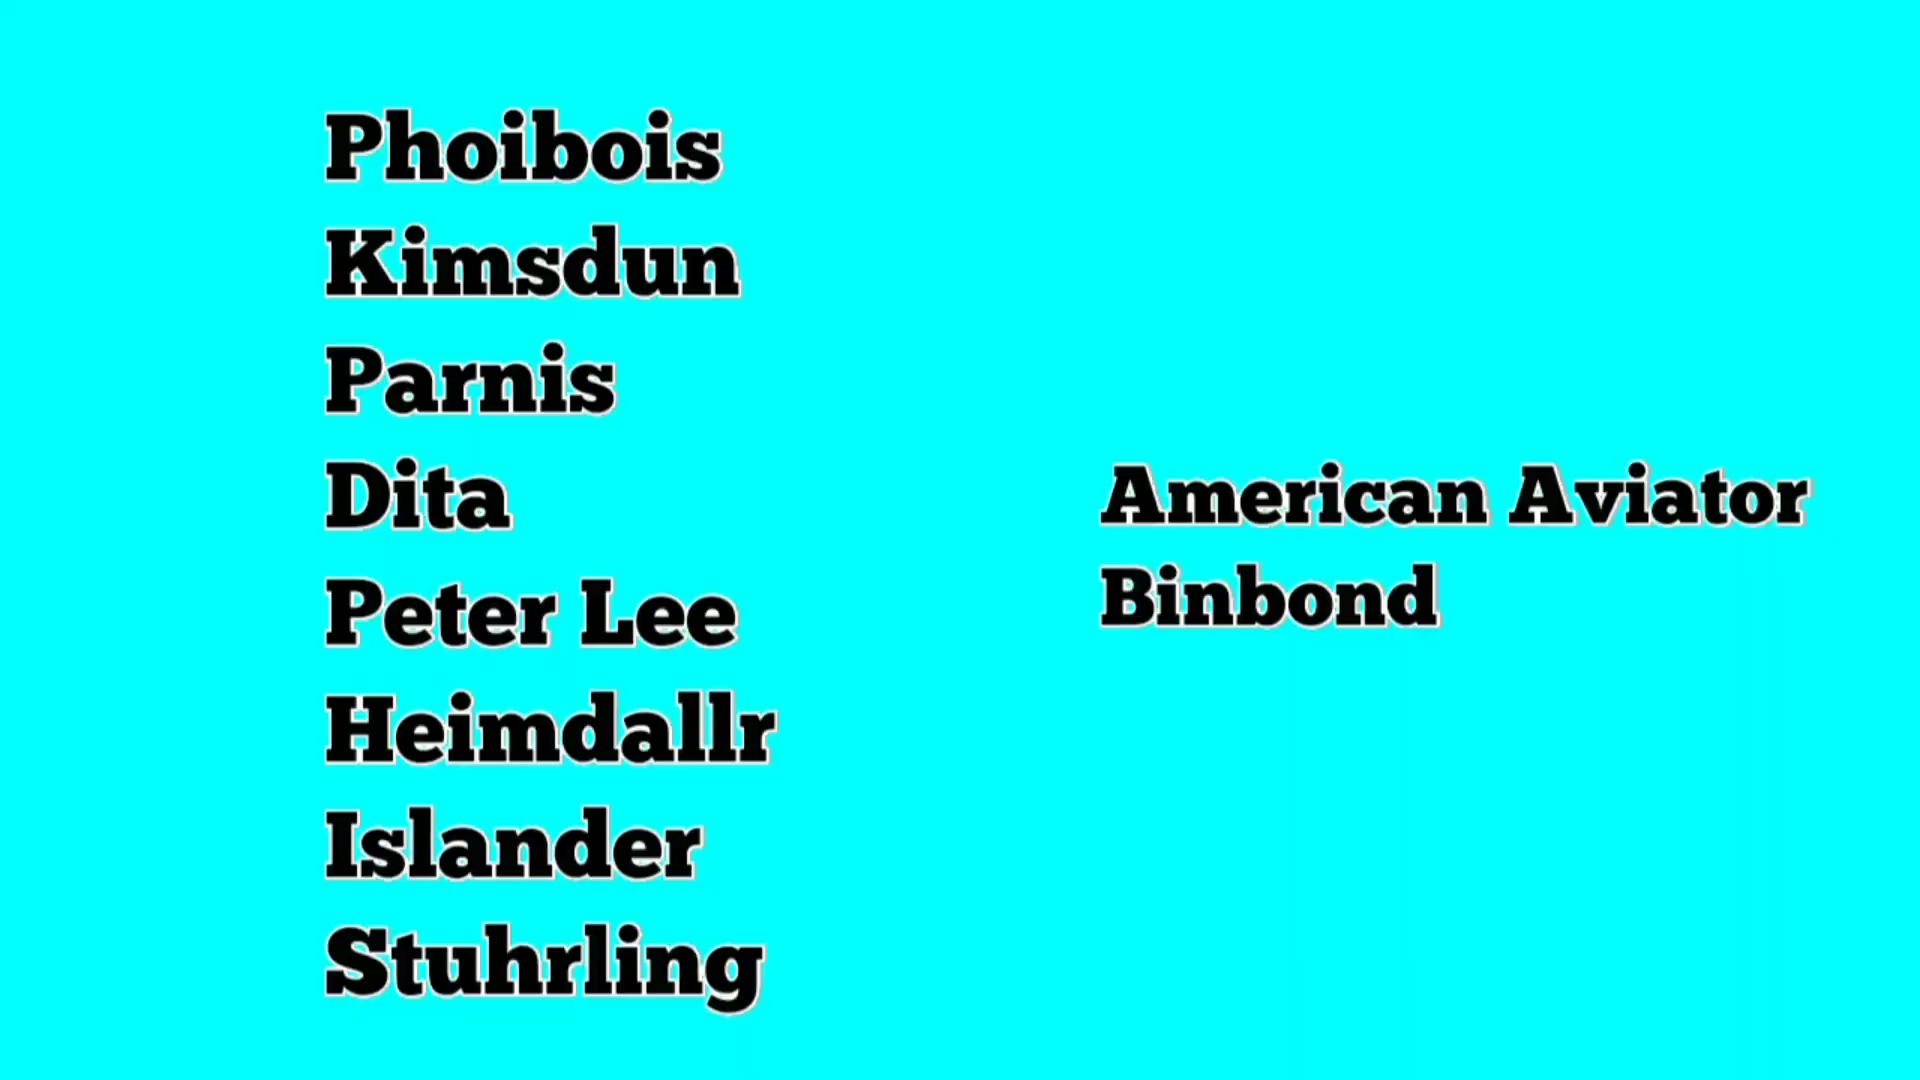 Phoibois
Kimsdun
Parnis
Dita
Peter Lee
Heimdallr
Islander
Stuhrling
American Aviator
Binbond